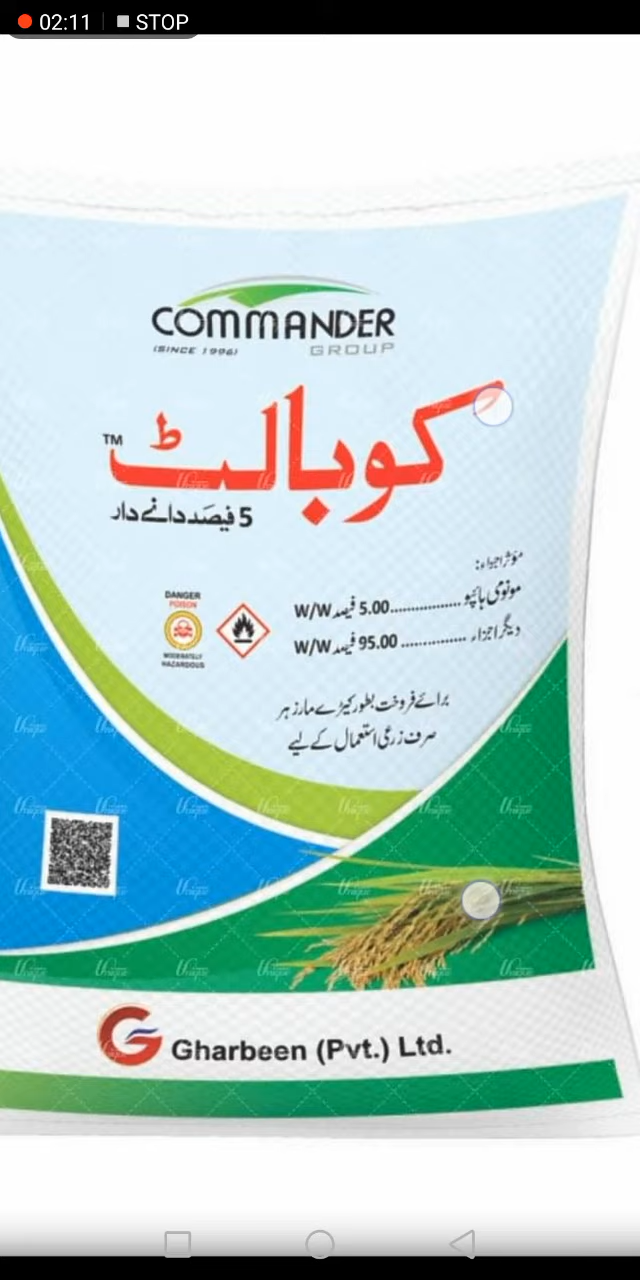 02:11 STOP
COMMANDER
(SINCE 1996) GROUP
کوبالٹ ™
5 فیصد دانے دار
مؤثر اجزاء:
مونومی ہائپو ................. 5.00 فیصد W/W
دیگر اجزاء ................ 95.00 فیصد W/W
DANGER
POISON
MODERATELY
HAZARDOUS
برائے فروخت بطور کیڑے مار زہر
صرف زرعی استعمال کے لیے
Gharbeen (Pvt.) Ltd.